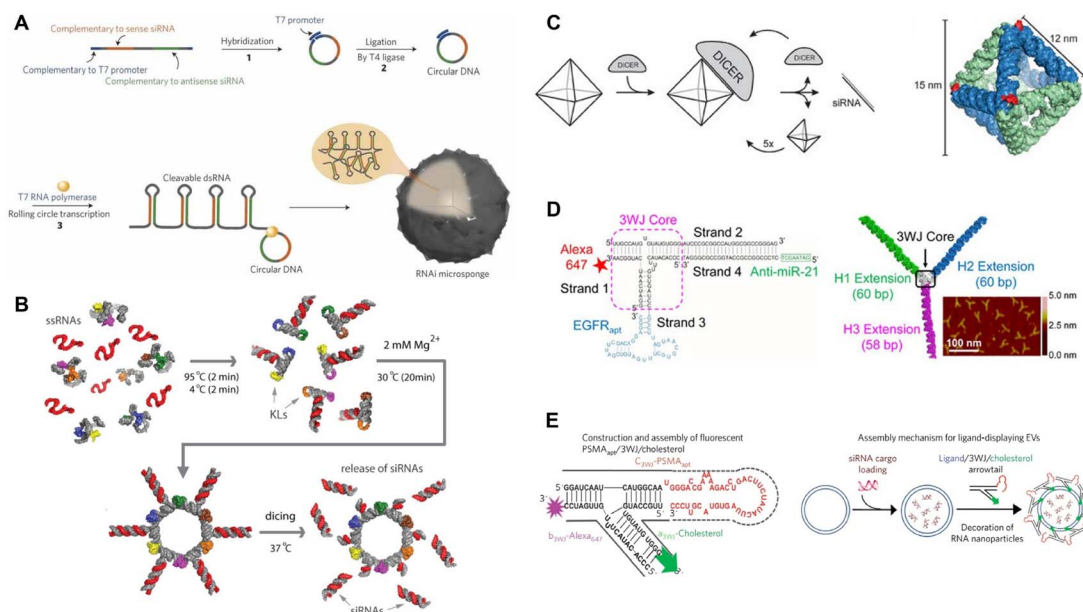 A
Complementary to sense siRNA
Complementary to T7 promoter
Complementary to antisense siRNA
Hybridization
1
T7 promoter
Ligation
By T4 ligase
2
Circular DNA
T7 RNA polymerase
Rolling circle transcription
3
Cleavable dsRNA
Circular DNA
RNAi microsponge
B
ssRNAs
95 °C (2 min)
4 °C (2 min)
KLs
2 mM Mg2+
30 °C (20min)
dicing
37 °C
release of siRNAs
siRNAs
C
DICER
DICER
DICER
siRNA
5x
15 nm
12 nm
D
3WJ Core
Strand 2
Alexa
647
Strand 4
Anti-miR-21
Strand 1
Strand 3
EGFRapt
3WJ Core
H1 Extension
(60 bp)
H2 Extension
(60 bp)
H3 Extension
(58 bp)
100 nm
5.0 nm
2.5 nm
0.0 nm
E
Construction and assembly of fluorescent
PSMAapt/3WJ/cholesterol
C3WJ-PSMAapt
5′ GGAUCAAU
CAUGGCAA
3′
CCUAGUUG
GUACCGUU
b3WJ-Alexa647
a3WJ-Cholesterol
Assembly mechanism for ligand-displaying EVs
siRNA cargo
loading
Ligand/3WJ/cholesterol
arrowtail
Decoration of
RNA nanoparticles